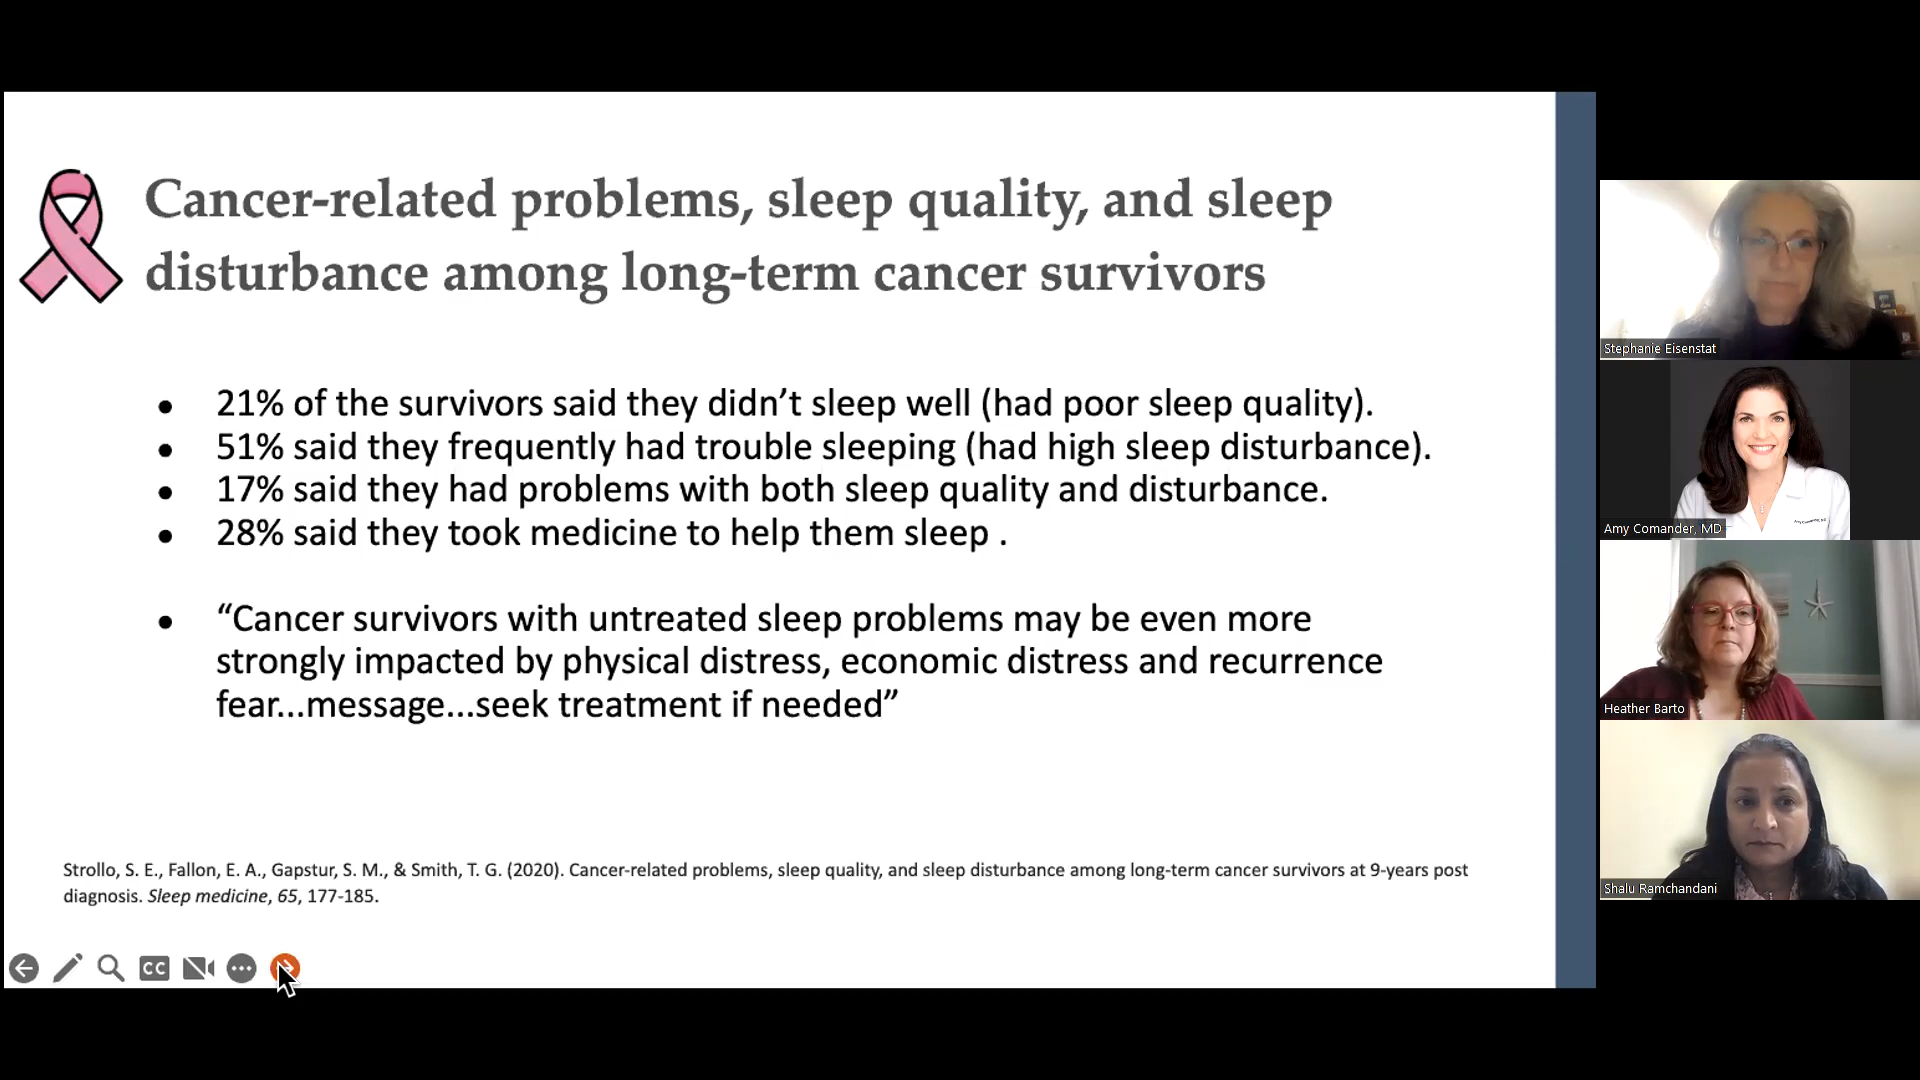 Cancer-related problems, sleep quality, and sleep
disturbance among long-term cancer survivors
● 21% of the survivors said they didn’t sleep well (had poor sleep quality).
● 51% said they frequently had trouble sleeping (had high sleep disturbance).
● 17% said they had problems with both sleep quality and disturbance.
● 28% said they took medicine to help them sleep .
● “Cancer survivors with untreated sleep problems may be even more
strongly impacted by physical distress, economic distress and recurrence
fear...message...seek treatment if needed”
Strollo, S. E., Fallon, E. A., Gapstur, S. M., & Smith, T. G. (2020). Cancer-related problems, sleep quality, and sleep disturbance among long-term cancer survivors at 9-years post
diagnosis. Sleep medicine, 65, 177-185.
CC
Stephanie Eisenstat
Amy Comander, MD
Heather Barto
Shalu Ramchandani